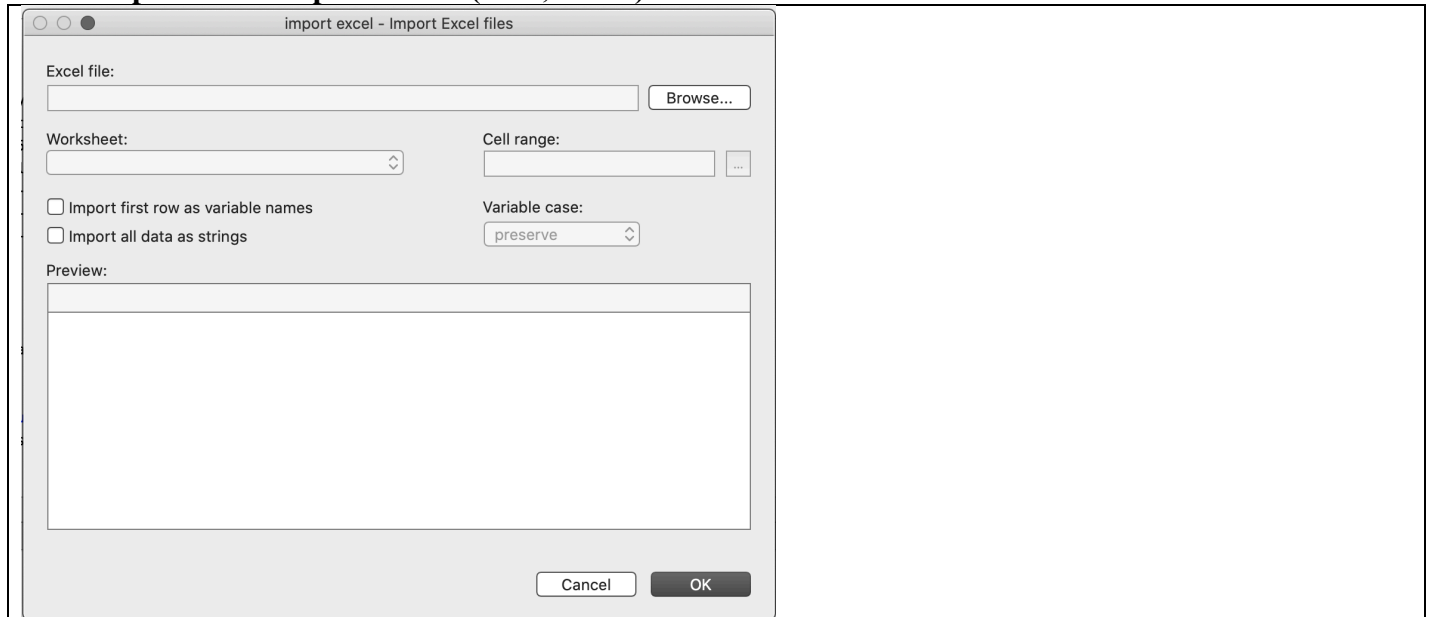 import excel - Import Excel files
Excel file:
Browse...
Worksheet:
Cell range:
...
Import first row as variable names
Variable case:
Import all data as strings
preserve
Preview:
Cancel
OK